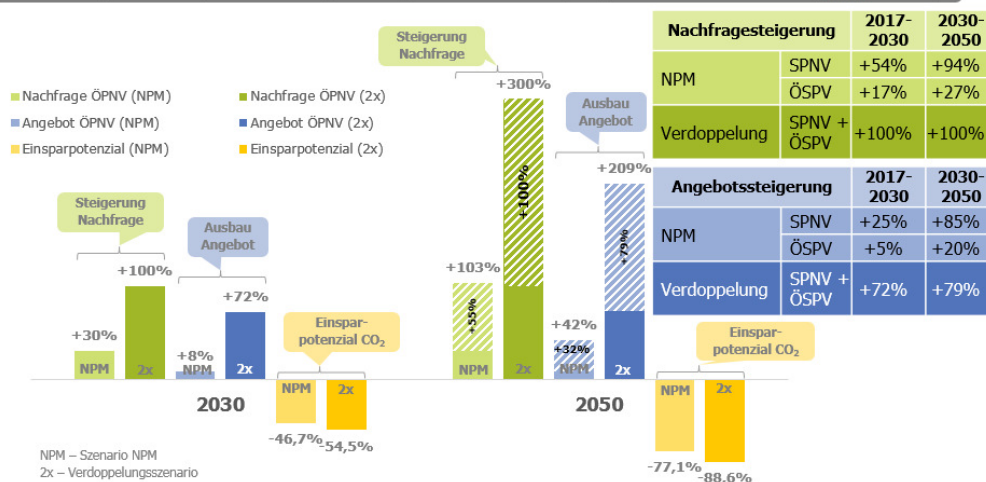 Nachfrage ÖPNV (NPM)
Nachfrage ÖPNV (2x)
Angebot ÖPNV (NPM)
Angebot ÖPNV (2x)
Einsparpotenzial (NPM)
Einsparpotenzial (2x)
Steigerung
Nachfrage
+100%
+30%
NPM
2x
Ausbau
Angebot
+72%
+8%
NPM
2x
2030
Einspar-
potenzial CO₂
NPM
2x
-46,7%
-54,5%
Steigerung
Nachfrage
+300%
+103%
+100%
+55%
NPM
2x
Ausbau
Angebot
+209%
+79%
+42%
+32%
NPM
2x
2050
Einspar-
potenzial CO₂
NPM
2x
-77,1%
-88,6%
Nachfragesteigerung 2017-2030 2030-2050
NPM SPNV +54% +94%
ÖSPV +17% +27%
Verdoppelung SPNV + ÖSPV +100% +100%
Angebotssteigerung 2017-2030 2030-2050
NPM SPNV +25% +85%
ÖSPV +5% +20%
Verdoppelung SPNV + ÖSPV +72% +79%
NPM – Szenario NPM
2x – Verdoppelungsszenario